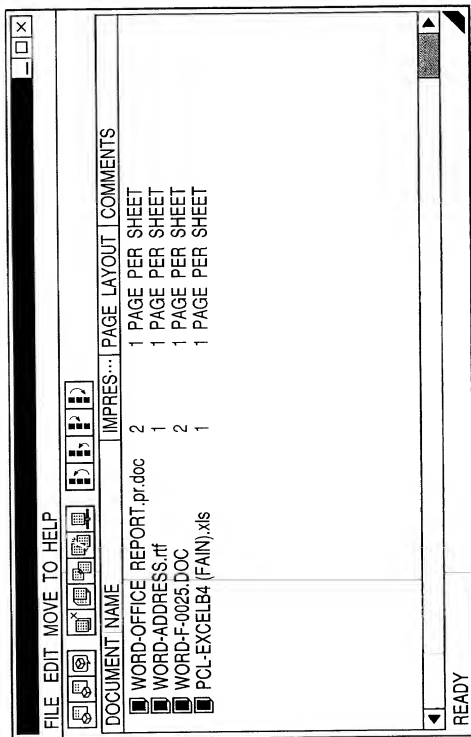 FILE EDIT MOVE TO HELP
DOCUMENT NAME IMPRES··· PAGE LAYOUT COMMENTS
WORD-OFFICE REPORT.pr.doc 2 1 PAGE PER SHEET
WORD-ADDRESS.rtf 1 1 PAGE PER SHEET
WORD-F-0025.DOC 2 1 PAGE PER SHEET
PCL-EXCELB4 (FAIN).xls 1 1 PAGE PER SHEET
READY